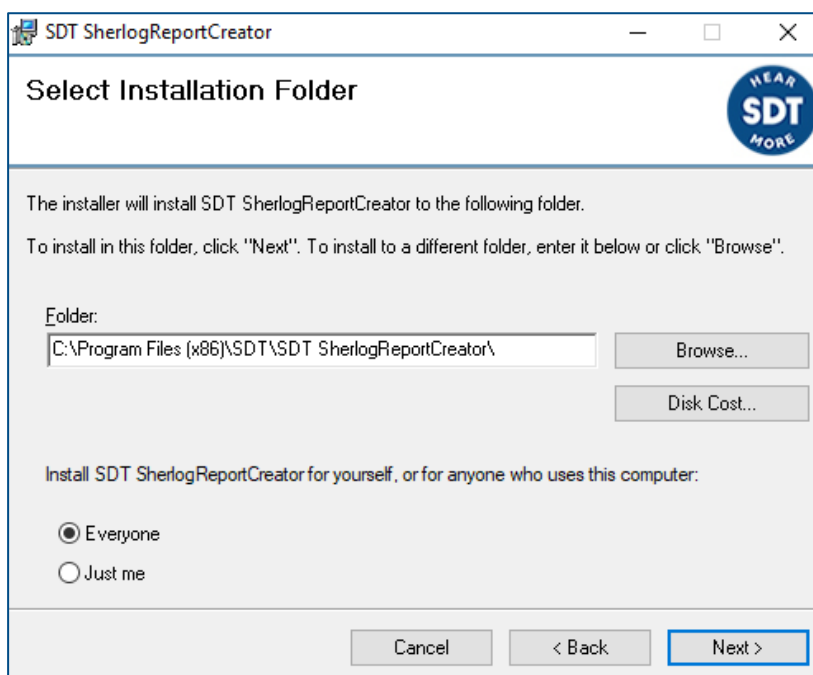 SDT SherlogReportCreator
Select Installation Folder
HEAR
SDT
MORE
The installer will install SDT SherlogReportCreator to the following folder.
To install in this folder, click "Next". To install to a different folder, enter it below or click "Browse".
Folder:
C:\Program Files (x86)\SDT\SDT SherlogReportCreator\
Browse...
Disk Cost...
Install SDT SherlogReportCreator for yourself, or for anyone who uses this computer:
Everyone
Just me
Cancel
< Back
Next >